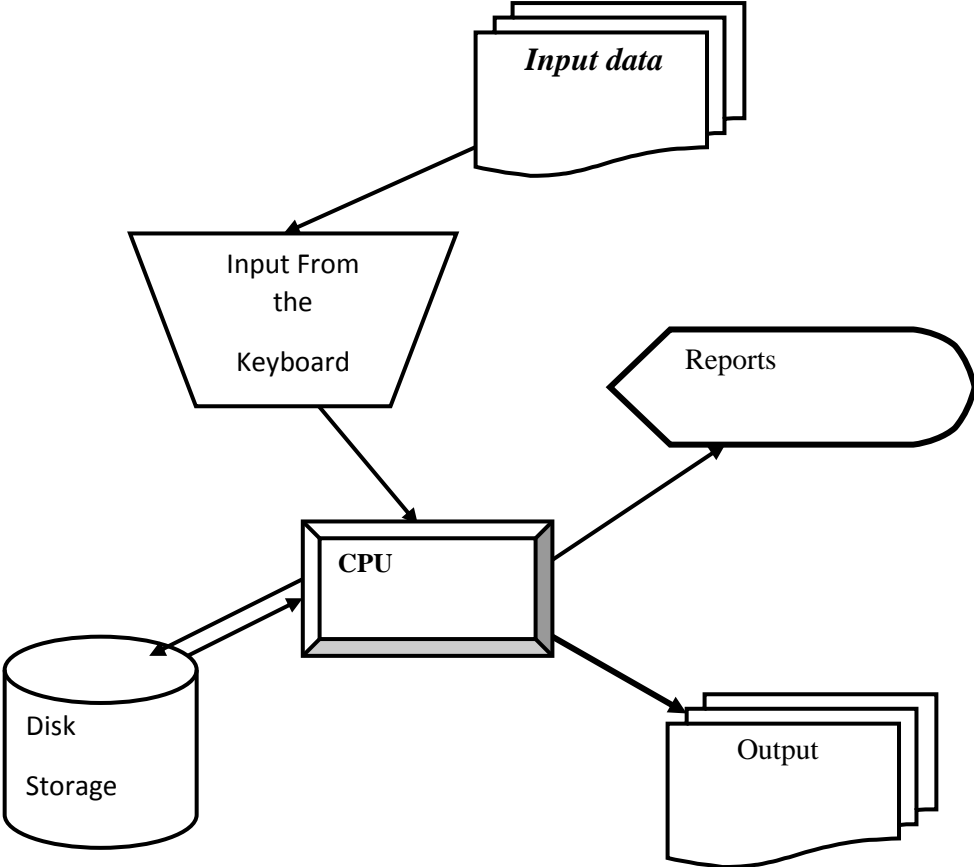 Input data
Input From
the
Keyboard
Reports
CPU
Disk
Storage
Output